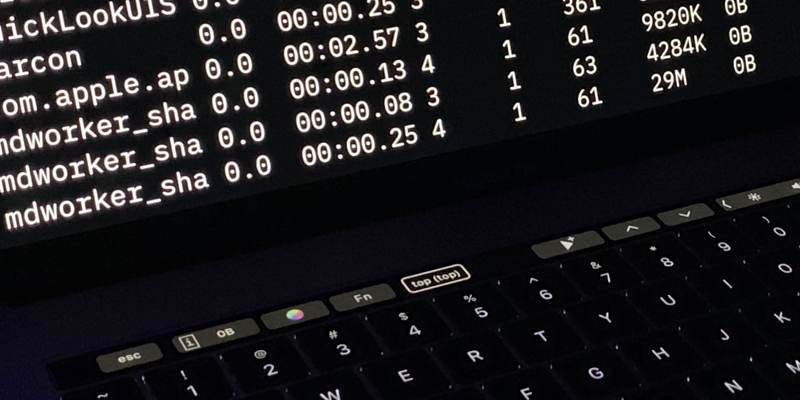 0.0 00:00.25 3 1 361 9820K 0B
arcon 0.0 00:02.57 3 1 61 4284K 0B
om.apple.ap 0.0 00:00.13 4 1 63 29M 0B
mdworker_sha 0.0 00:00.08 3 1 61
mdworker_sha 0.0 00:00.25 4
mdworker_sha 0.0
esc 0B Fn top (top)
! 1 @ 2 # 3 $ 4 % 5 ^ 6 & 7 * 8 ( 9 ) 0
W E R T Y U I O
F G H J K
N M